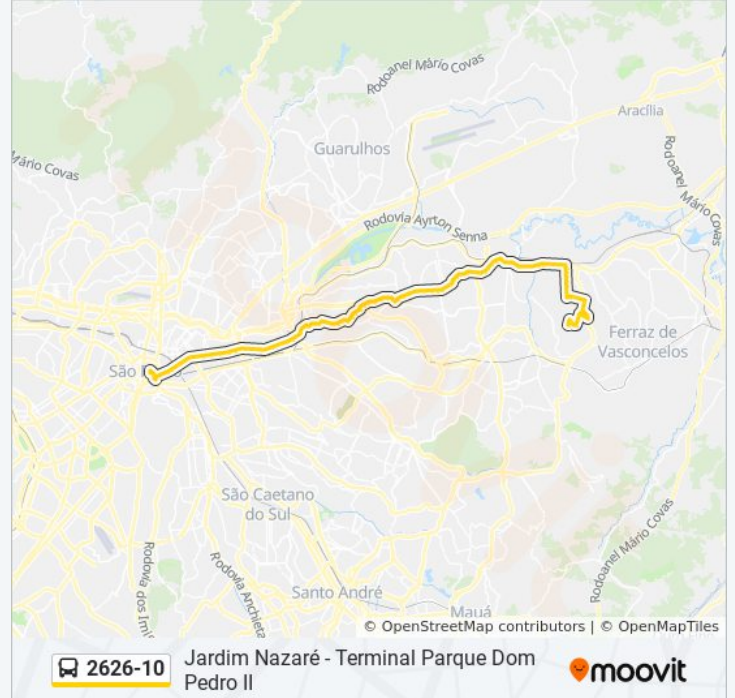 Rodoanel Mário Covas
Aracília
Guarulhos
Mário Covas
Rodoanel Mário Covas
Rodovia Ayrton Senna
Ferraz de
Vasconcelos
São
São Caetano
do Sul
Rodovia dos Imi
Rodovia Anchieta
Santo André
Rodoanel Mário Covas
Mauá
© OpenStreetMap contributors | © OpenMapTiles
2626-10
Jardim Nazaré - Terminal Parque Dom
Pedro II
moovit